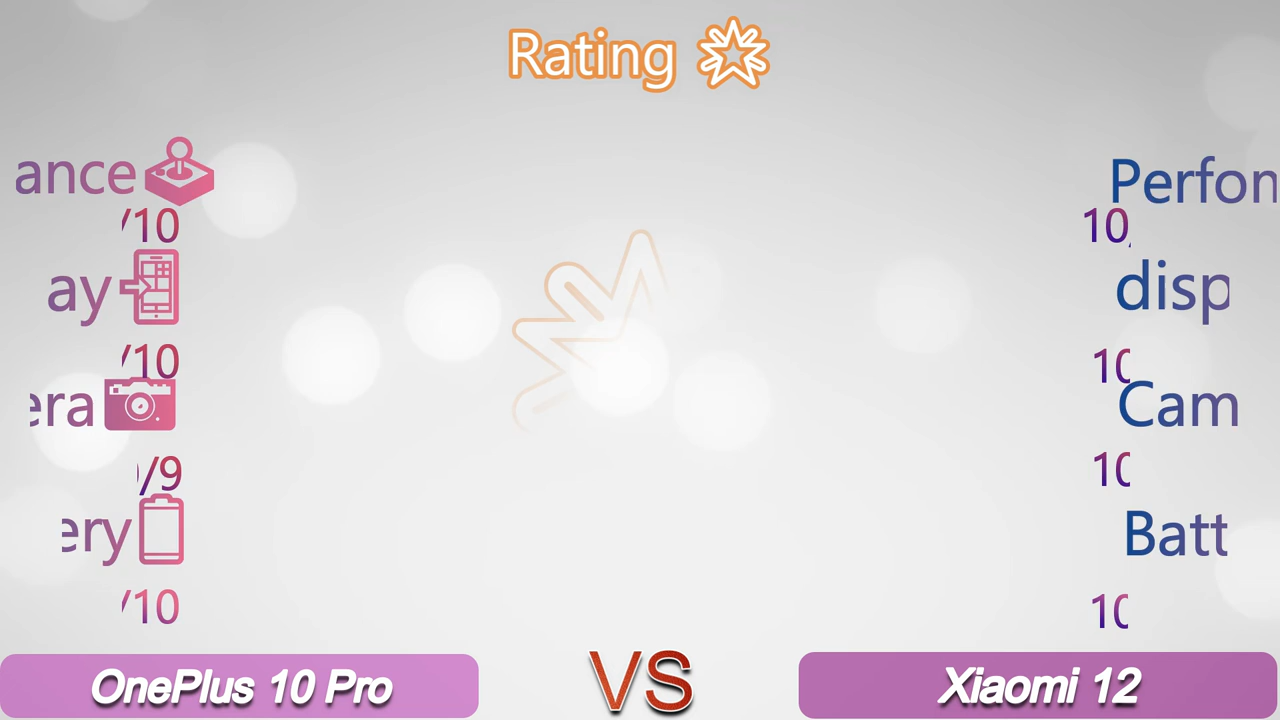 Rating
ance
/10
ay
/10
era
/9
ery
/10
Perfon
10
disp
10
Cam
10
Batt
10
OnePlus 10 Pro
VS
Xiaomi 12